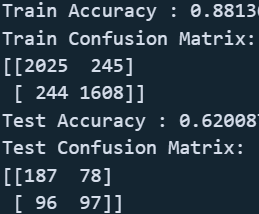 Train Accuracy : 0.8813
Train Confusion Matrix:
[[2025  245]
 [ 244 1608]]
Test Accuracy : 0.62008
Test Confusion Matrix:
[[187  78]
 [ 96  97]]